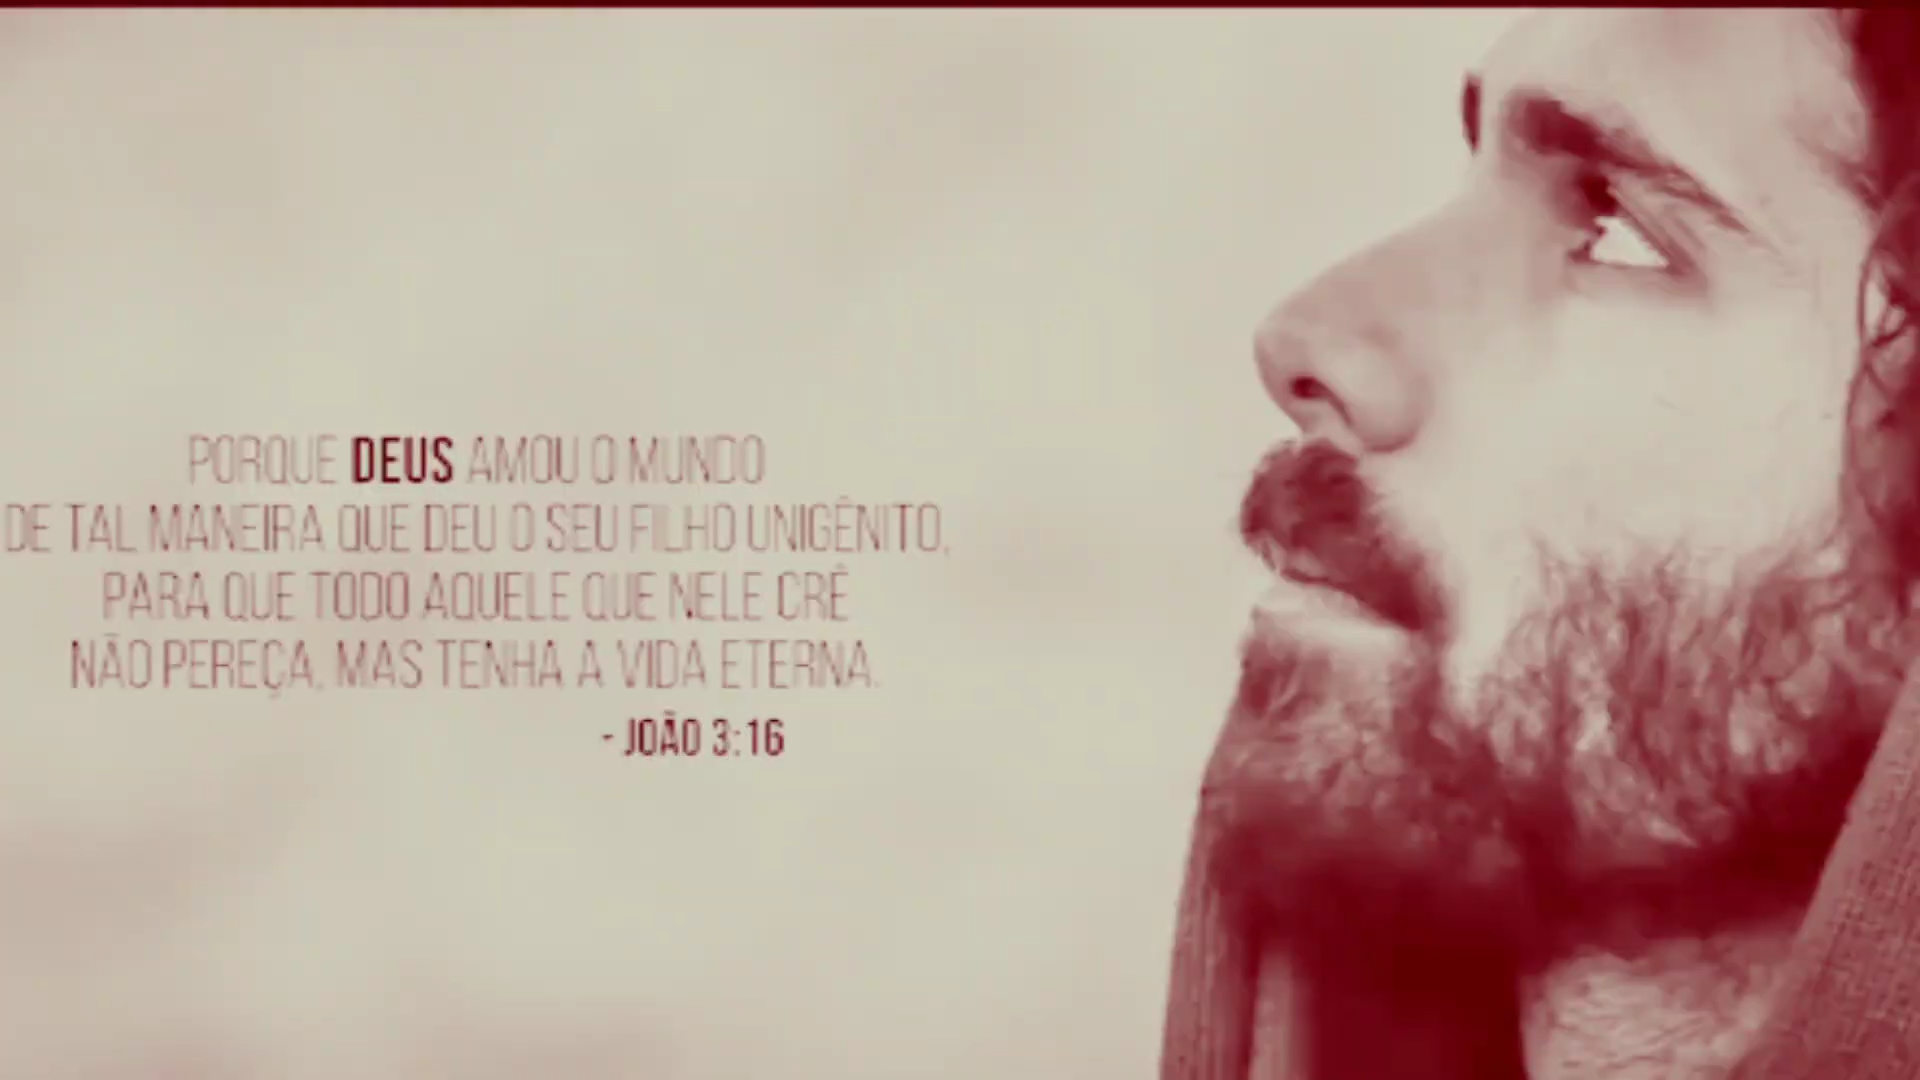 PORQUE DEUS AMOU O MUNDO
DE TAL MANEIRA QUE DEU O SEU FILHO UNIGÊNITO,
PARA QUE TODO AQUELE QUE NELE CRÊ
NÃO PEREÇA, MAS TENHA A VIDA ETERNA.
- JOÃO 3:16